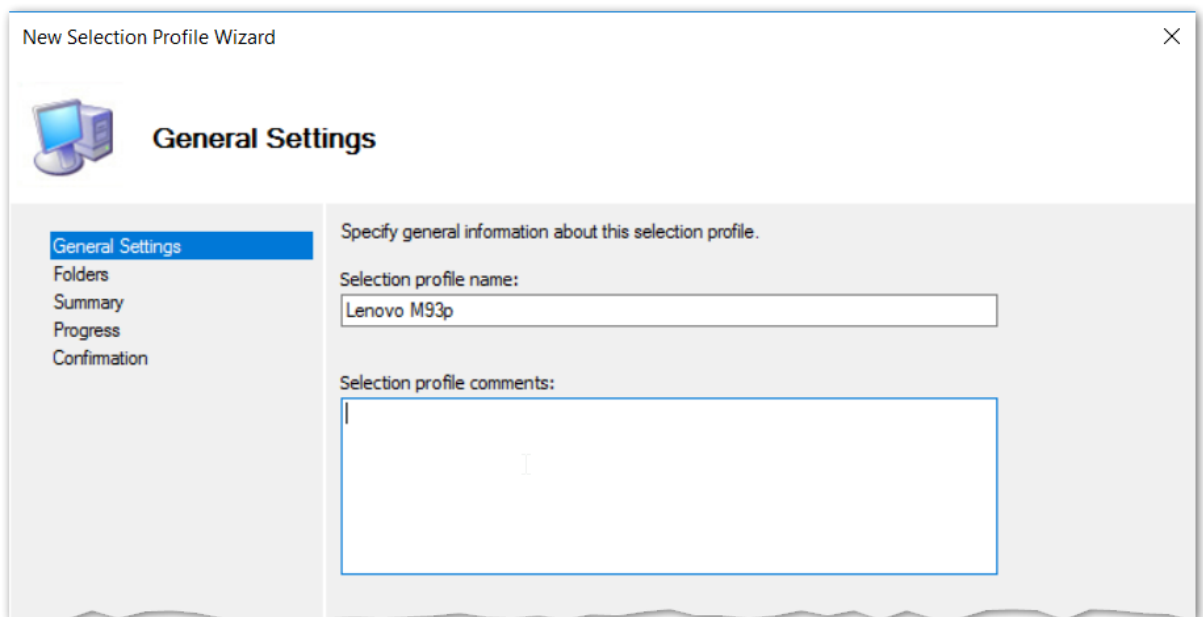 New Selection Profile Wizard
General Settings
General Settings
Folders
Summary
Progress
Confirmation
Specify general information about this selection profile.
Selection profile name:
Lenovo M93p
Selection profile comments: